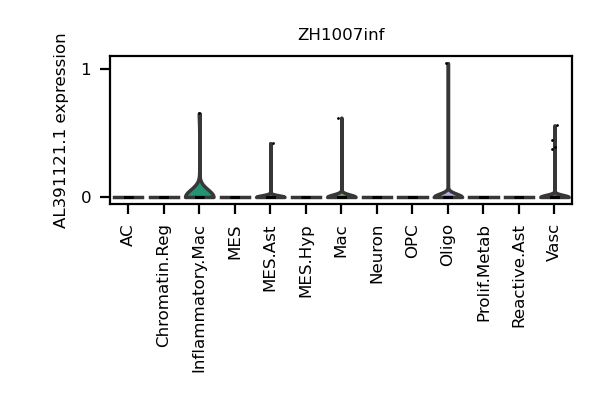 ZH1007inf
AL391121.1 expression
1
0
AC
Chromatin.Reg
Inflammatory.Mac
MES
MES.Ast
MES.Hyp
Mac
Neuron
OPC
Oligo
Prolif.Metab
Reactive.Ast
Vasc